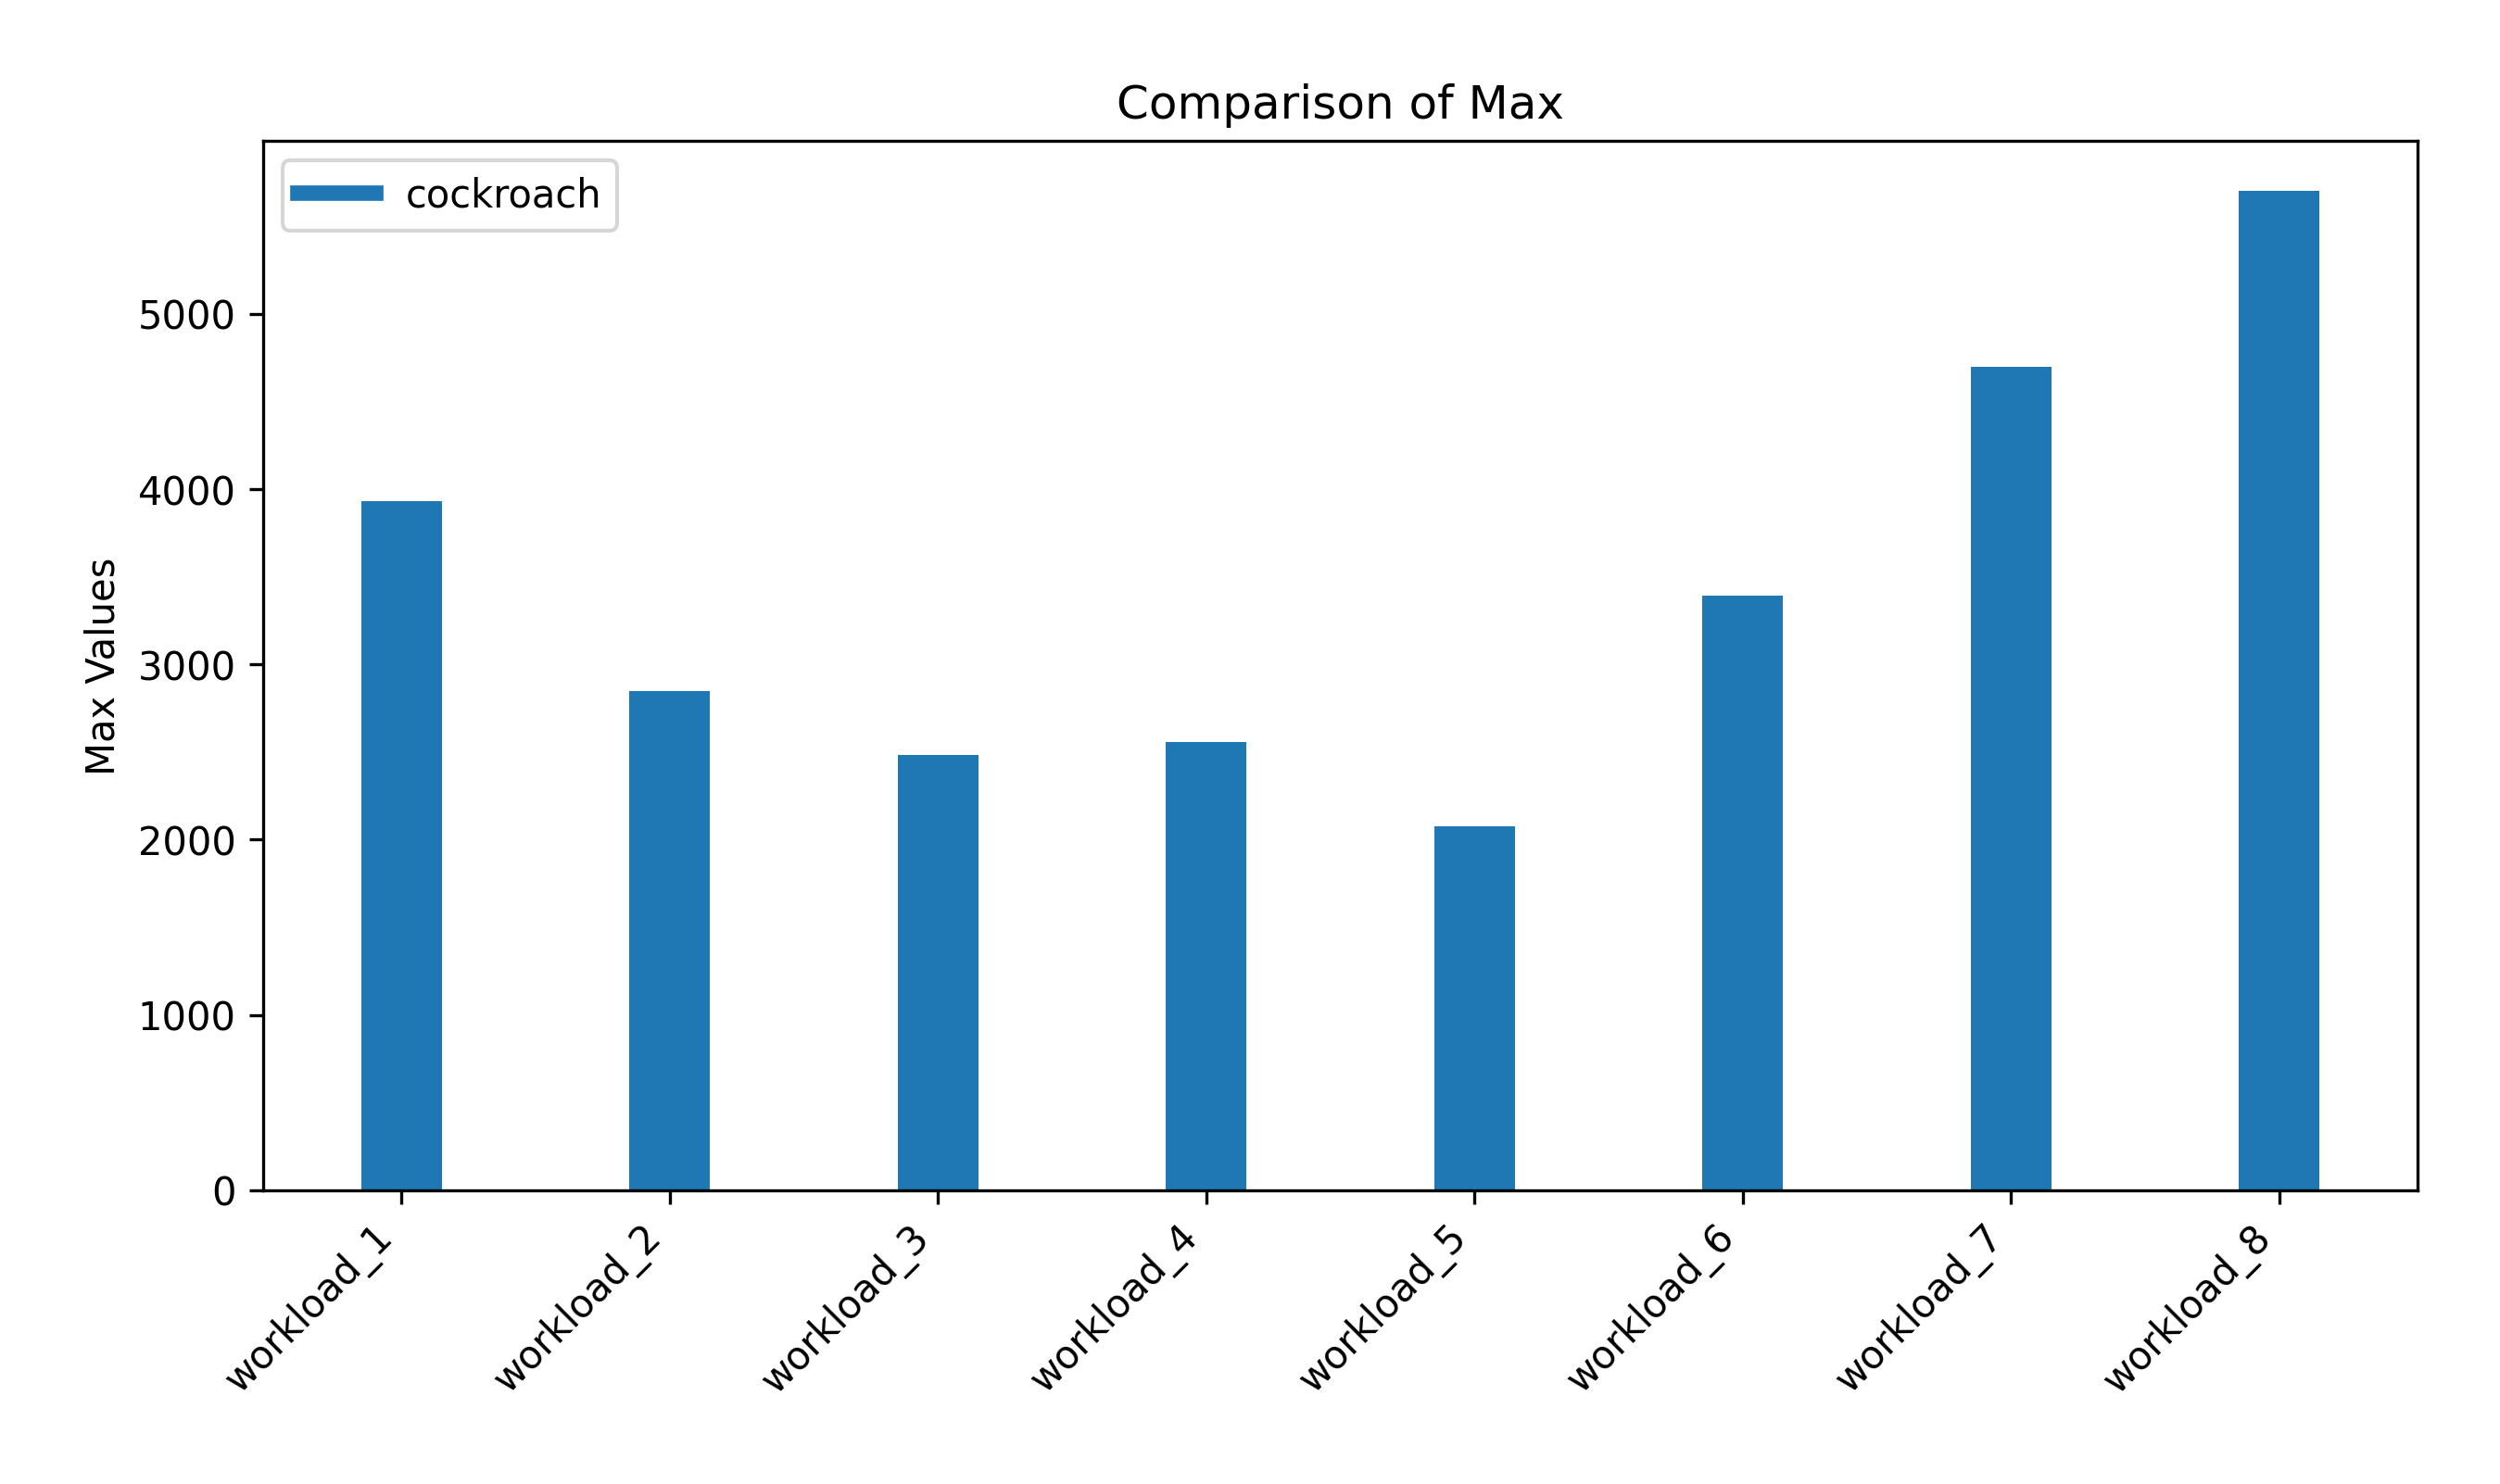 Comparison of Max
cockroach
Max Values
5000
4000
3000
2000
1000
0
workload_1
workload_2
workload_3
workload_4
workload_5
workload_6
workload_7
workload_8